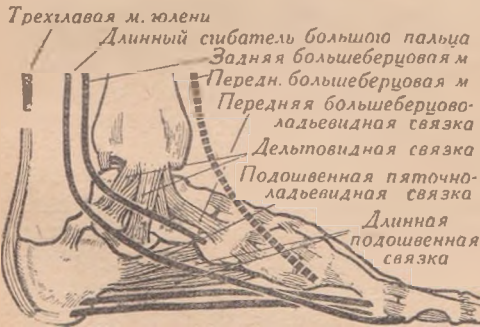 Трехглавая м. голени
Длинный сгибатель большого пальца
Задняя большеберцовая м
Передн. большеберцовая м
Передняя большеберцово-
ладьевидная связка
Дельтовидная связка
Подошвенная пяточно-
ладьевидная связка
Длинная
подошвенная
связка